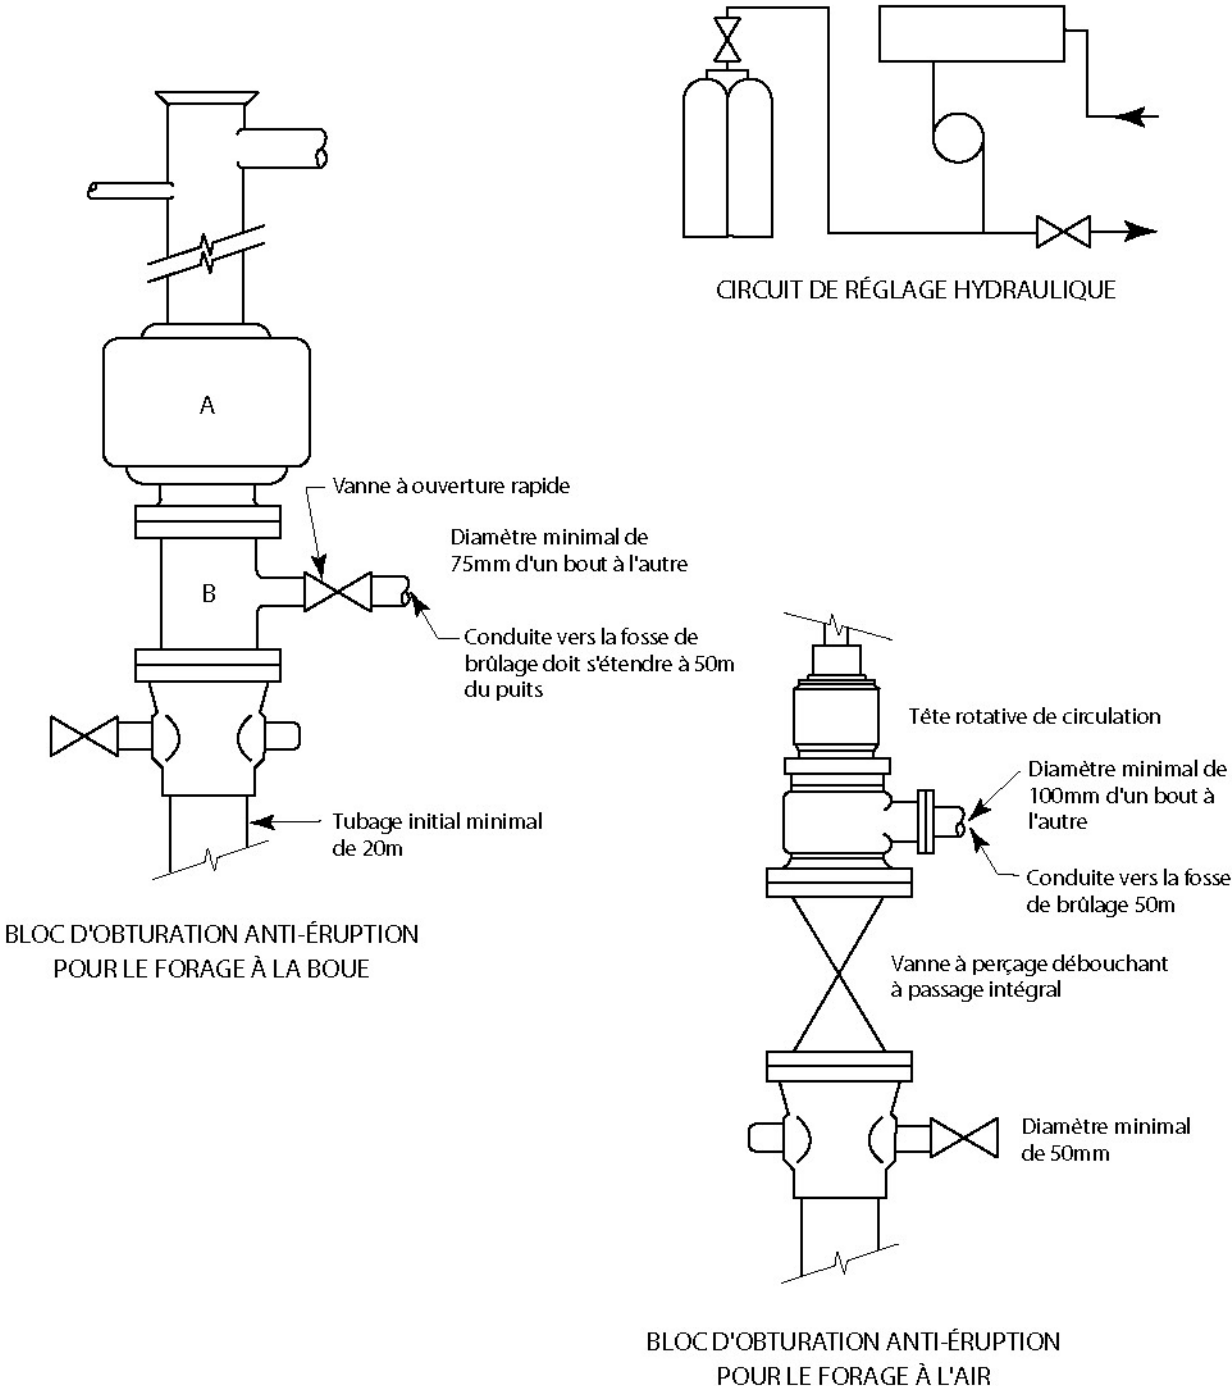 CIRCUIT DE RÉGLAGE HYDRAULIQUE
A
Vanne à ouverture rapide
Diamètre minimal de
75mm d'un bout à l'autre
B
Conduite vers la fosse de
brûlage doit s'étendre à 50m
du puits
Tubage initial minimal
de 20m
BLOC D'OBTURATION ANTI-ÉRUPTION
POUR LE FORAGE À LA BOUE
Tête rotative de circulation
Diamètre minimal de
100mm d'un bout à
l'autre
Conduite vers la fosse
de brûlage 50m
Vanne à perçage débouchant
à passage intégral
Diamètre minimal
de 50mm
BLOC D'OBTURATION ANTI-ÉRUPTION
POUR LE FORAGE À L'AIR